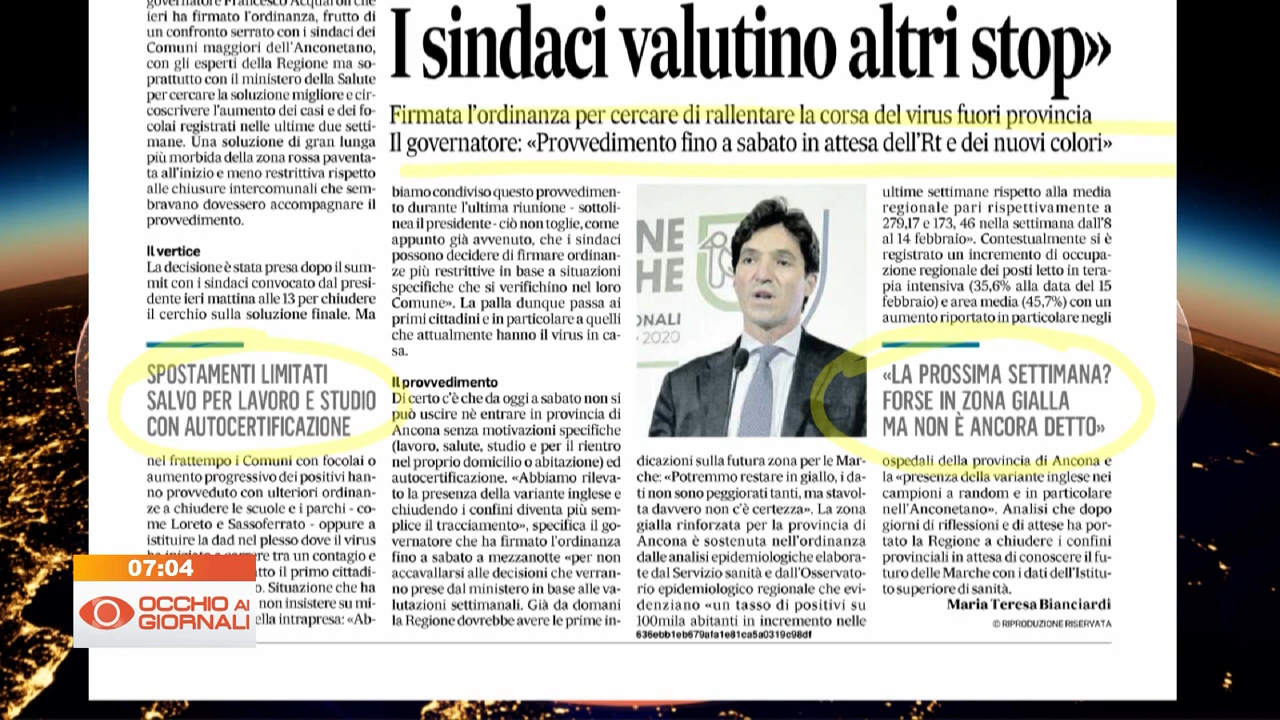 governatore Francesco Acquaroli che
ieri ha firmato l'ordinanza, frutto di
un confronto serrato con i sindaci dei
Comuni maggiori dell'Anconetano,
con gli esperti della Regione ma so-
prattutto con il ministero della Salute
per cercare la soluzione migliore e cir-
coscrivere l'aumento dei casi e dei fo-
colai registrati nelle ultime due setti-
mane. Una soluzione di gran lunga
più morbida della zona rossa paventa-
ta all'inizio e meno restrittiva rispetto
alle chiusure intercomunali che sem-
bravano dovessero accompagnare il
provvedimento.
Il vertice
La decisione è stata presa dopo il sum-
mit con i sindaci convocato dal presi-
dente ieri mattina alle 13 per chiudere
il cerchio sulla soluzione finale. Ma
SPOSTAMENTI LIMITATI
SALVO PER LAVORO E STUDIO
CON AUTOCERTIFICAZIONE
nel frattempo i Comuni con focolai o
aumento progressivo dei positivi han-
no provveduto con ulteriori ordinan-
ze a chiudere le scuole e i parchi - co-
me Loreto e Sassoferrato - oppure a
istituire la dad nel plesso dove il virus
tra un contagio e
tto il primo cittadi-
o. Situazione che ha
non insistere su mi-
ella intrapresa: «Ab-
I sindaci valutino altri stop»
Firmata l'ordinanza per cercare di rallentare la corsa del virus fuori provincia
Il governatore: «Provvedimento fino a sabato in attesa dell'Rt e dei nuovi colori»
biamo condiviso questo provvedimen-
to durante l'ultima riunione - sottoli-
nea il presidente - ciò non toglie, come
appunto già avvenuto, che i sindaci
possono decidere di firmare ordinan-
ze più restrittive in base a situazioni
specifiche che si verifichino nel loro
Comune». La palla dunque passa ai
primi cittadini e in particolare a quelli
che attualmente hanno il virus in ca-
sa.
Il provvedimento
Di certo c'è che da oggi a sabato non si
può uscire nè entrare in provincia di
Ancona senza motivazioni specifiche
(lavoro, salute, studio e per il rientro
nel proprio domicilio o abitazione) ed
autocertificazione. «Abbiamo rileva-
to la presenza della variante inglese e
chiudendo i confini diventa più sem-
plice il tracciamento», specifica il go-
vernatore che ha firmato l'ordinanza
fino a sabato a mezzanotte «per non
accavallarsi alle decisioni che verran-
no prese dal ministero in base alle va-
lutazioni settimanali. Già da domani
la Regione dovrebbe avere le prime in-
NE
CHE
ONALI
2020
dicazioni sulla futura zona per le Mar-
che: «Potremmo restare in giallo, i da-
ti non sono peggiorati tanti, ma stavol-
ta davvero non c'è certezza». La zona
gialla rinforzata per la provincia di
Ancona è sostenuta nell'ordinanza
dalle analisi epidemiologiche elabora-
te dal Servizio sanità e dall'Osservato-
rio epidemiologico regionale che evi-
denziano «un tasso di positivi su
100mila abitanti in incremento nelle
636ebb1eb679afa1e81ca5a0319c98df
ultime settimane rispetto alla media
regionale pari rispettivamente a
279,17 e 173, 46 nella settimana dall'8
al 14 febbraio». Contestualmente si è
registrato un incremento di occupa-
zione regionale dei posti letto in tera-
pia intensiva (35,6% alla data del 15
febbraio) e area media (45,7%) con un
aumento riportato in particolare negli
«LA PROSSIMA SETTIMANA?
FORSE IN ZONA GIALLA
MA NON È ANCORA DETTO»
ospedali della provincia di Ancona e
la «presenza della variante inglese nei
campioni a random e in particolare
nell'Anconetano». Analisi che dopo
giorni di riflessioni e di attese ha por-
tato la Regione a chiudere i confini
provinciali in attesa di conoscere il fu-
turo delle Marche con i dati dell'Istitu-
to superiore di sanità.
Maria Teresa Bianciardi
© RIPRODUZIONE RISERVATA
07:04
OCCHIO AI
GIORNALI